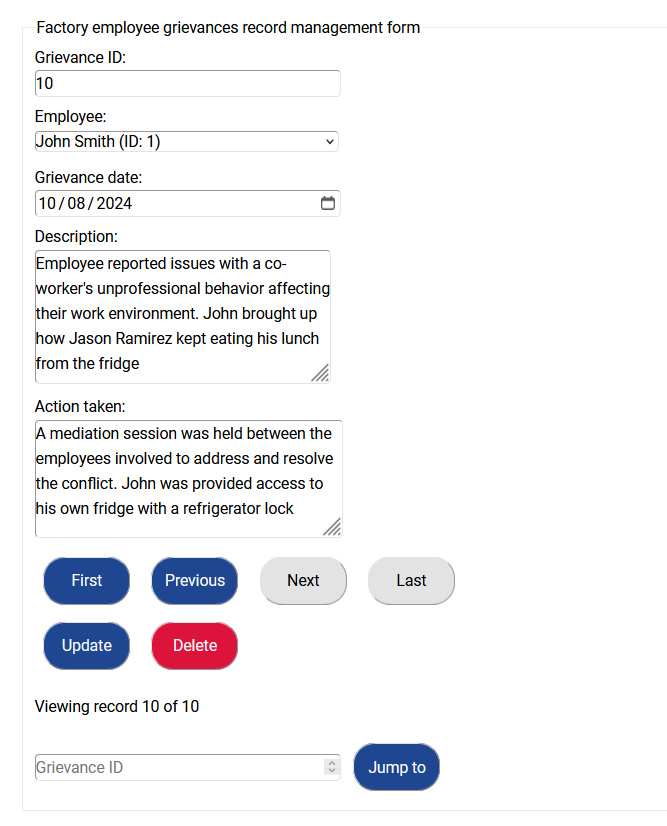 Factory employee grievances record management form
Grievance ID:
10
Employee:
John Smith (ID: 1)
Grievance date:
10/08/2024
Description:
Employee reported issues with a co-
worker's unprofessional behavior affecting
their work environment. John brought up
how Jason Ramirez kept eating his lunch
from the fridge
Action taken:
A mediation session was held between the
employees involved to address and resolve
the conflict. John was provided access to
his own fridge with a refrigerator lock
First Previous Next Last
Update Delete
Viewing record 10 of 10
Grievance ID Jump to